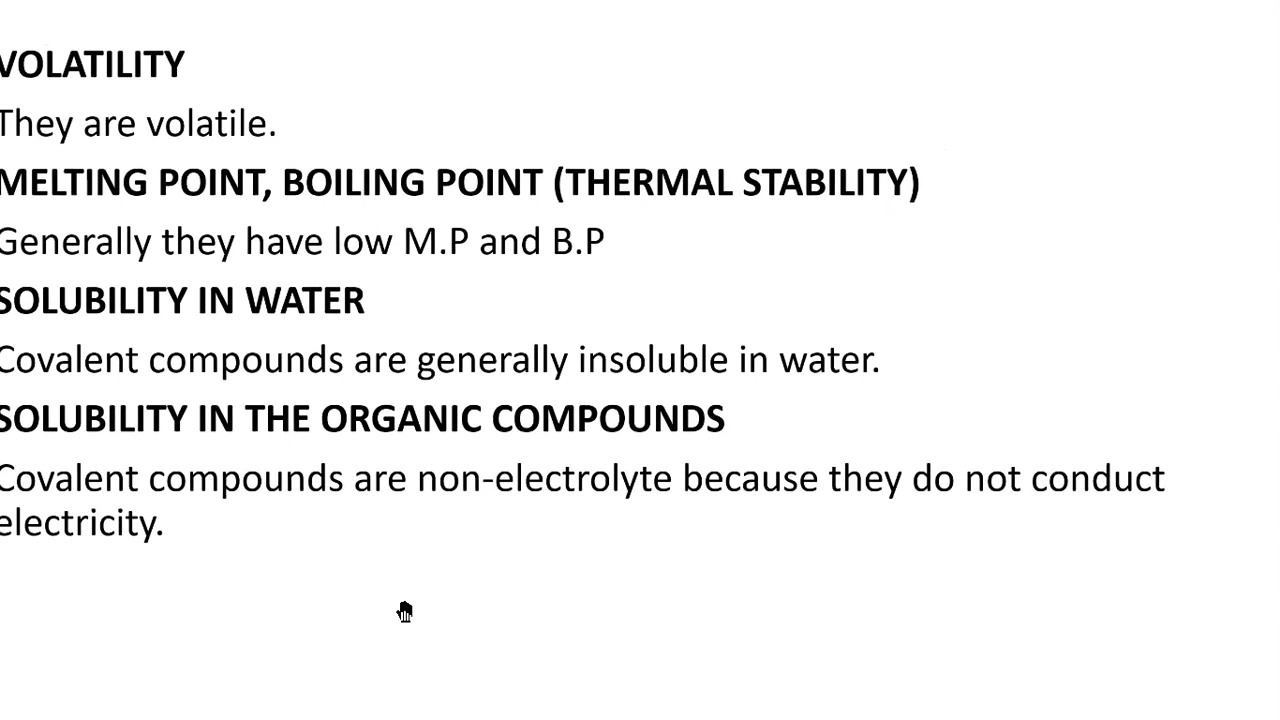 VOLATILITY
They are volatile.
MELTING POINT, BOILING POINT (THERMAL STABILITY)
Generally they have low M.P and B.P
SOLUBILITY IN WATER
Covalent compounds are generally insoluble in water.
SOLUBILITY IN THE ORGANIC COMPOUNDS
Covalent compounds are non-electrolyte because they do not conduct
electricity.